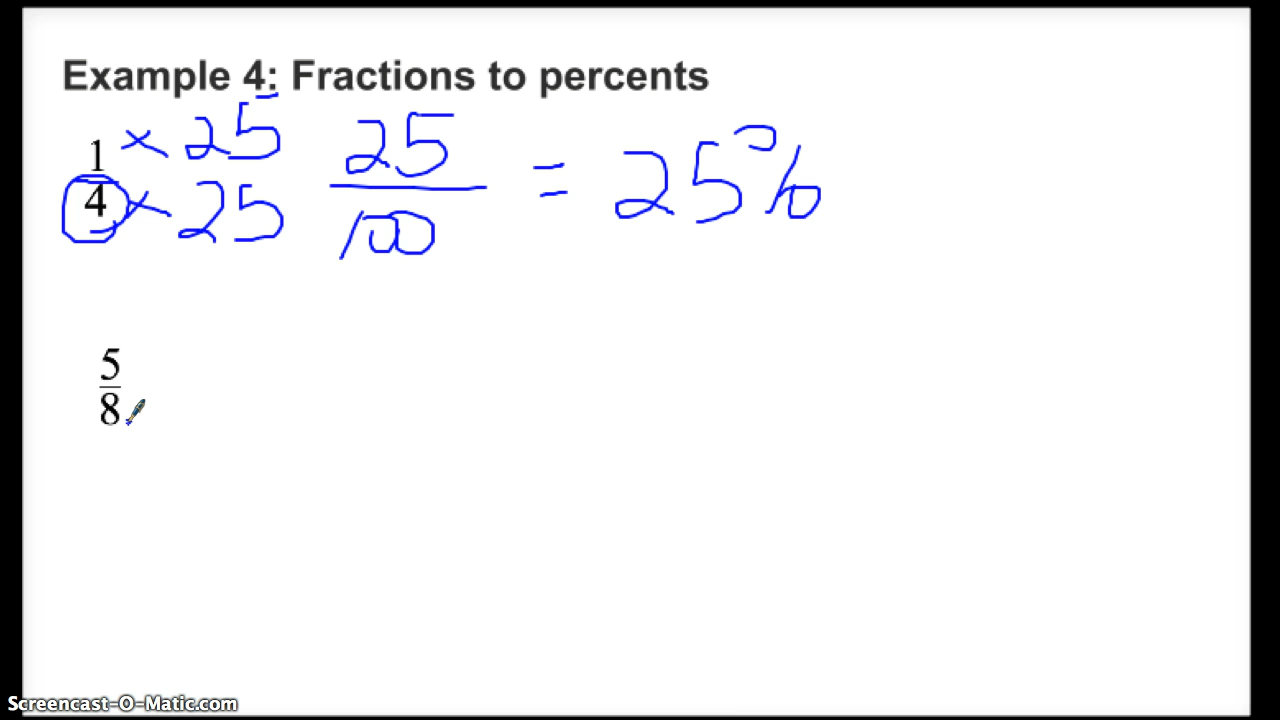 Example 4: Fractions to percents
1 × 25 25
4 × 25 100 = 25%
5
8
Screencast-O-Matic.com